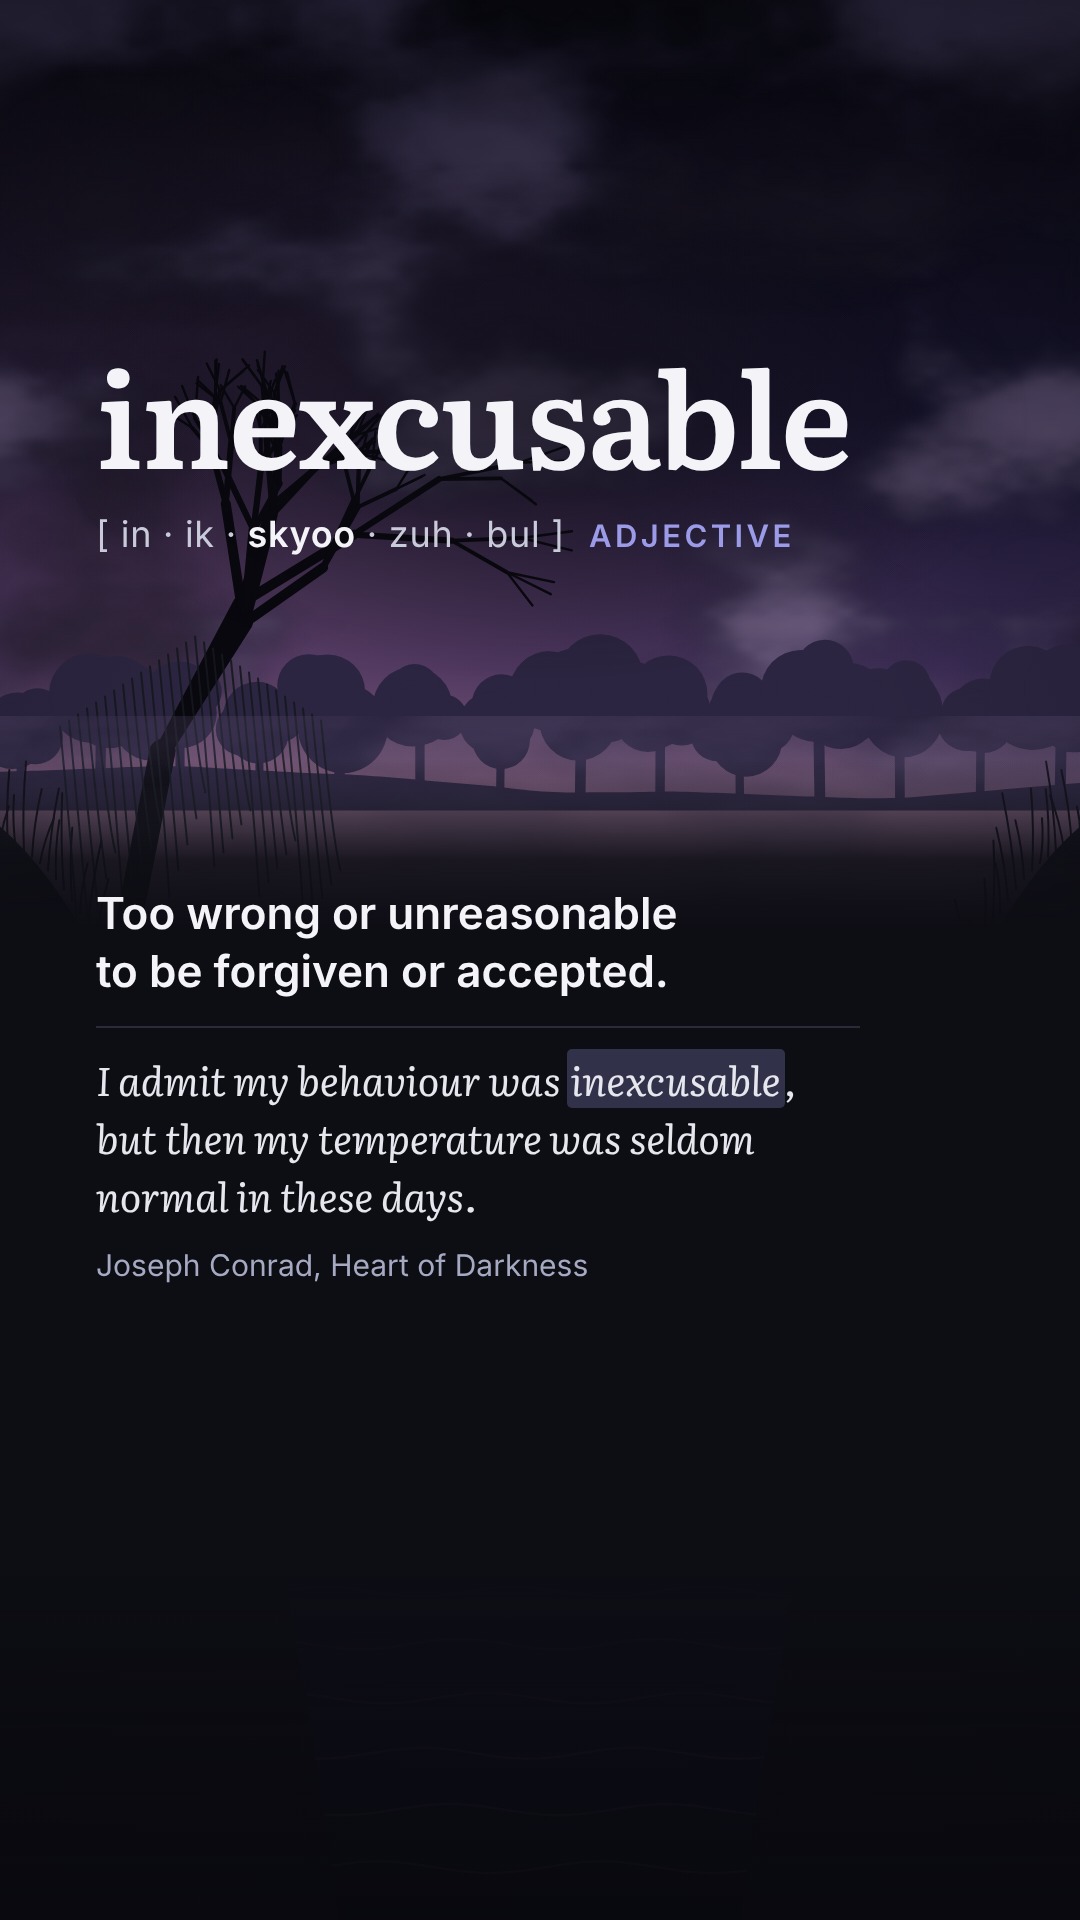 inexcusable
[ in · ik · skyoo · zuh · bul ] ADJECTIVE
Too wrong or unreasonable
to be forgiven or accepted.
I admit my behaviour was inexcusable,
but then my temperature was seldom
normal in these days.
Joseph Conrad, Heart of Darkness